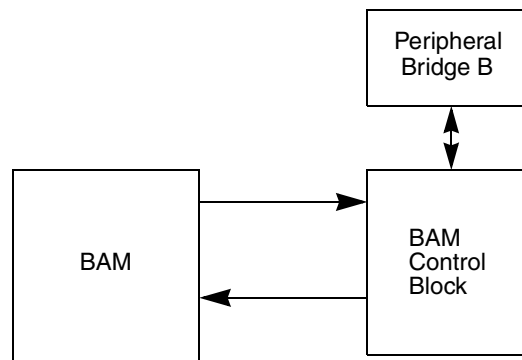 Peripheral
Bridge B
BAM
BAM
Control
Block